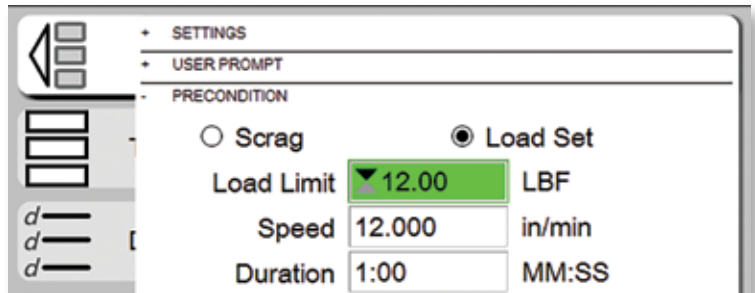 + SETTINGS
+ USER PROMPT
- PRECONDITION
Scrag Load Set
Load Limit 12.00 LBF
Speed 12.000 in/min
d
d
d
Duration 1:00 MM:SS